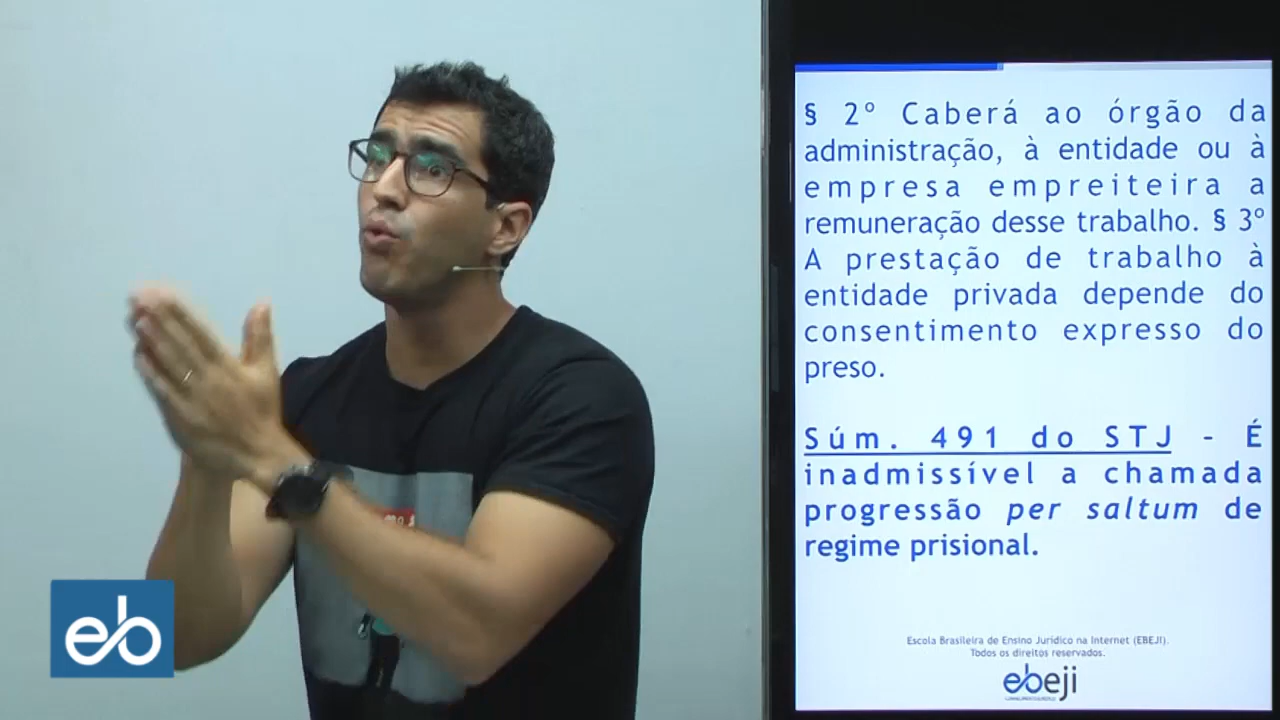 § 2º Caberá ao órgão da
administração, à entidade ou à
empresa empreiteira a
remuneração desse trabalho. § 3º
A prestação de trabalho à
entidade privada depende do
consentimento expresso do
preso.
Súm. 491 do STJ - É
inadmissível a chamada
progressão per saltum de
regime prisional.
Escola Brasileira de Ensino Jurídico na Internet (EBEJI).
Todos os direitos reservados.
ebeji
eb